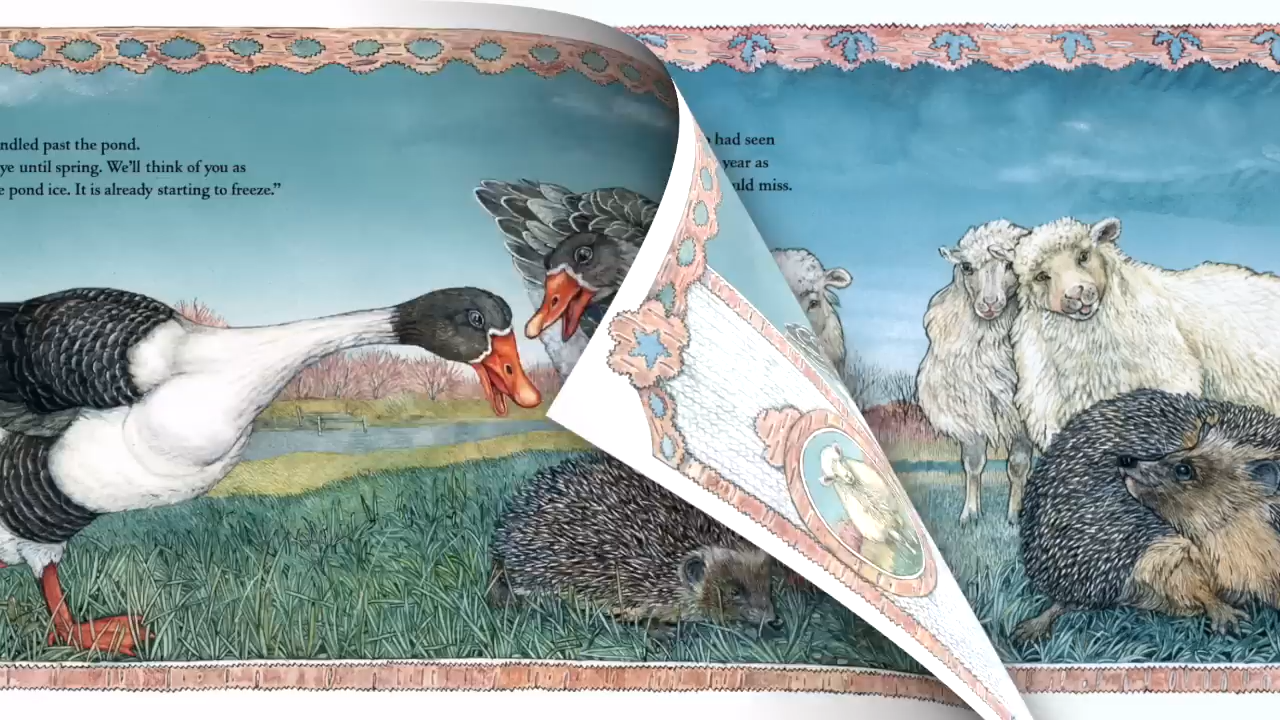 ndled past the pond.
ye until spring. We'll think of you as
e pond ice. It is already starting to freeze."
had seen
year as
uld miss.